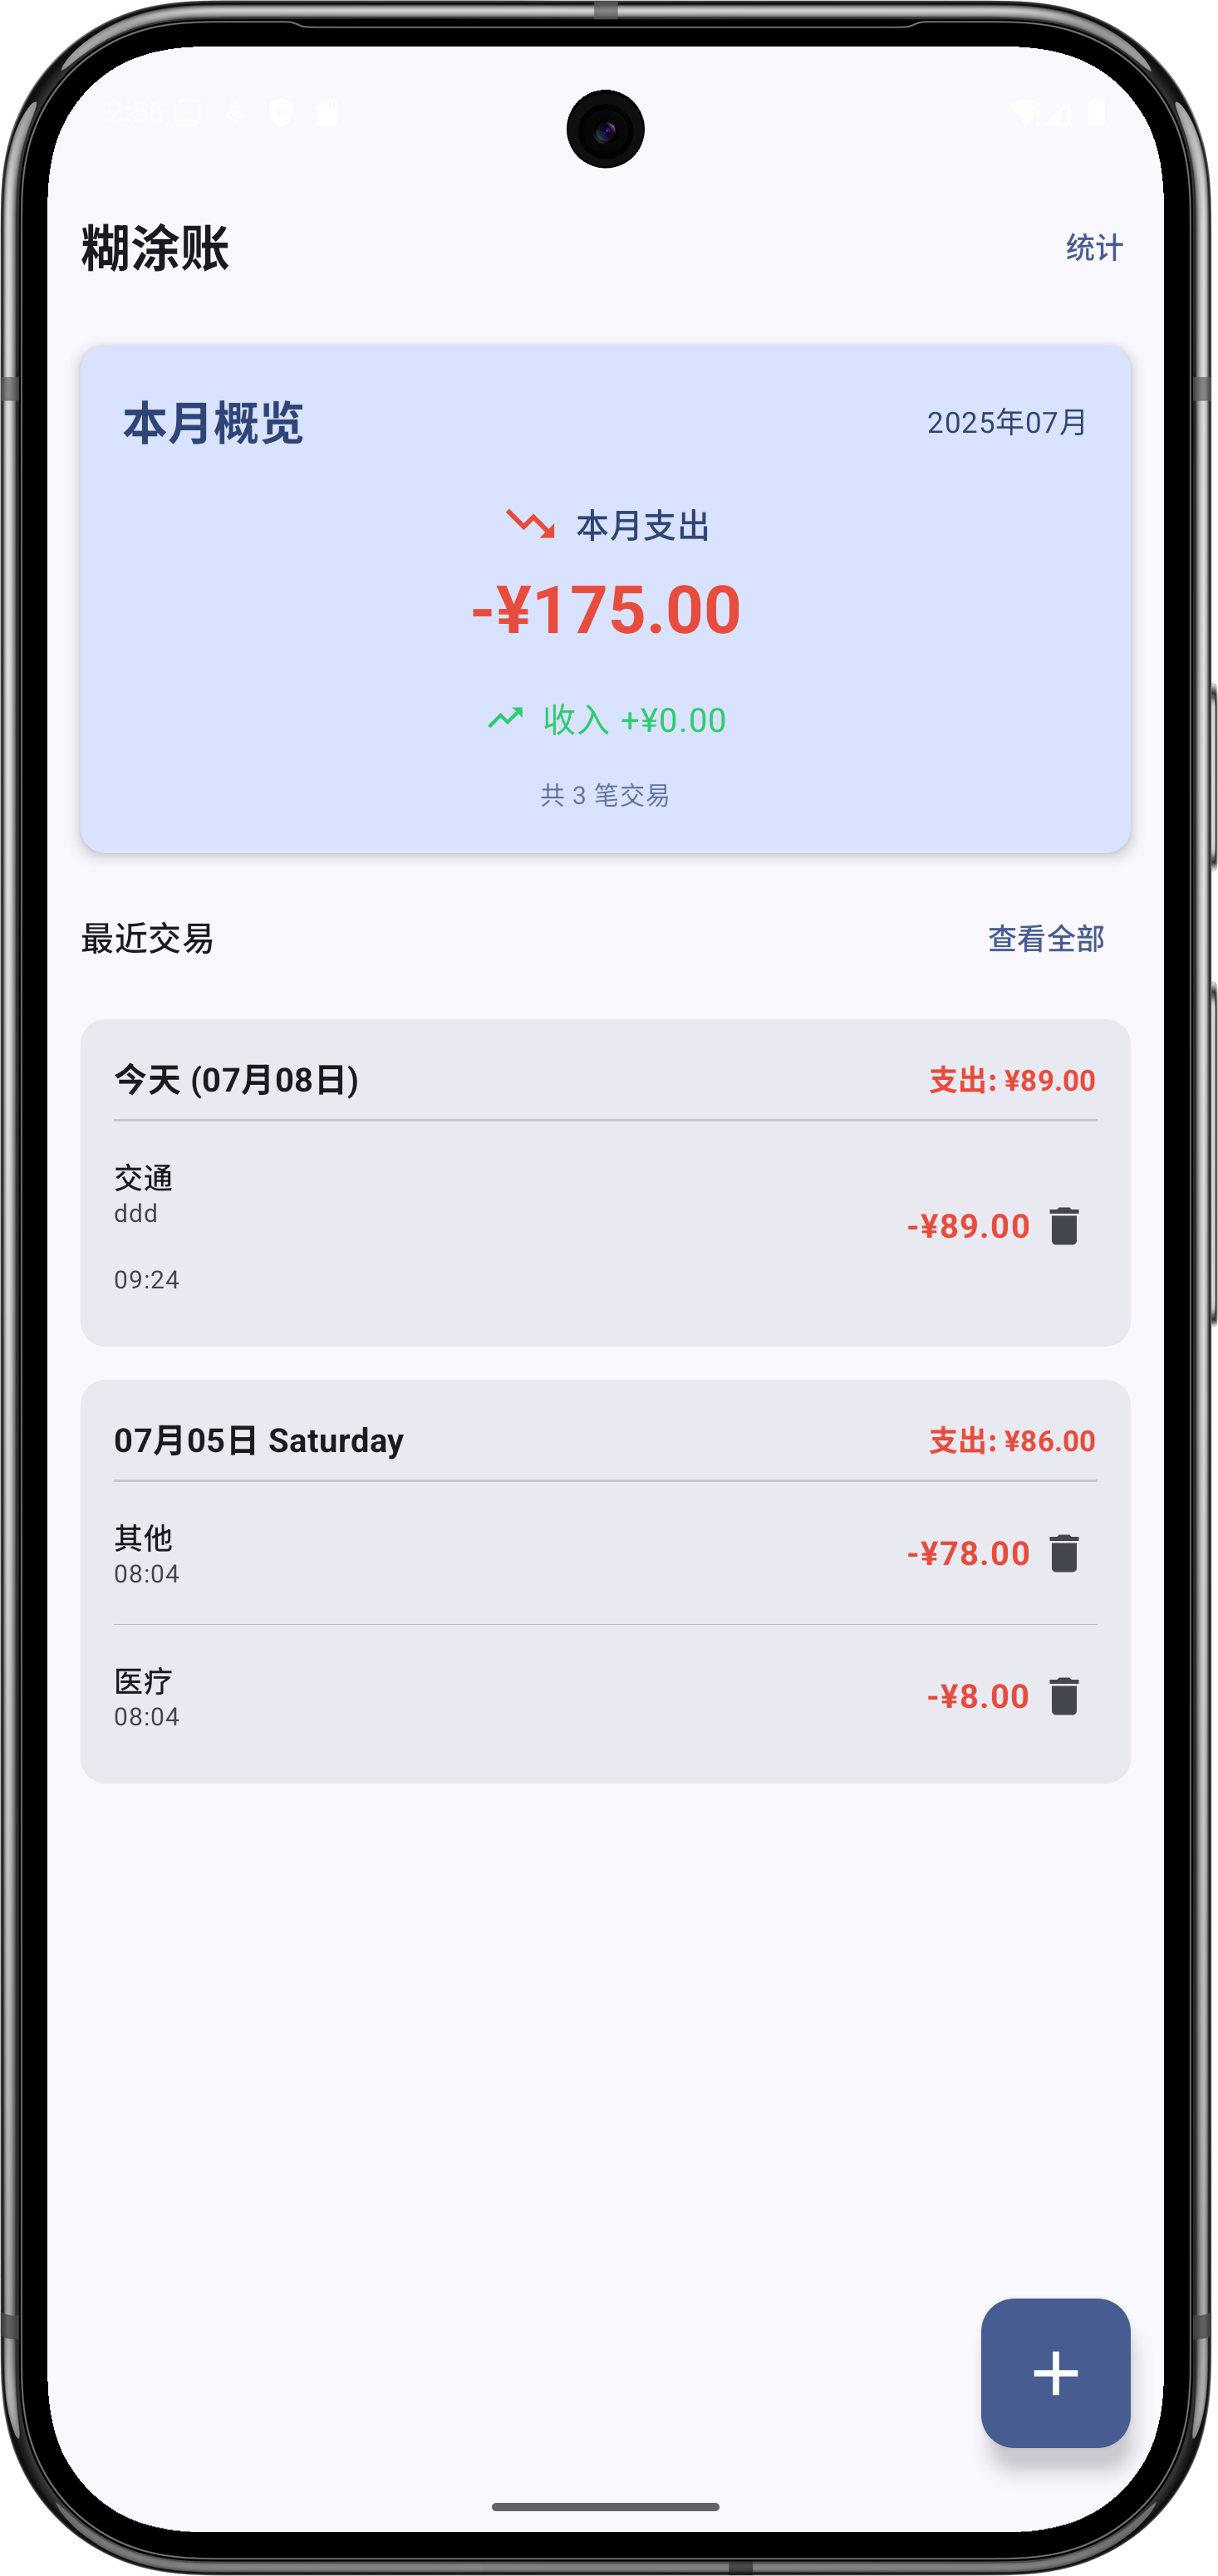 2:56
糊涂账
统计
本月概览
2025年07月
本月支出
-¥175.00
收入 +¥0.00
共 3 笔交易
最近交易
查看全部
今天 (07月08日)
支出: ¥89.00
交通
ddd
-¥89.00
09:24
07月05日 Saturday
支出: ¥86.00
其他
08:04
-¥78.00
医疗
08:04
-¥8.00